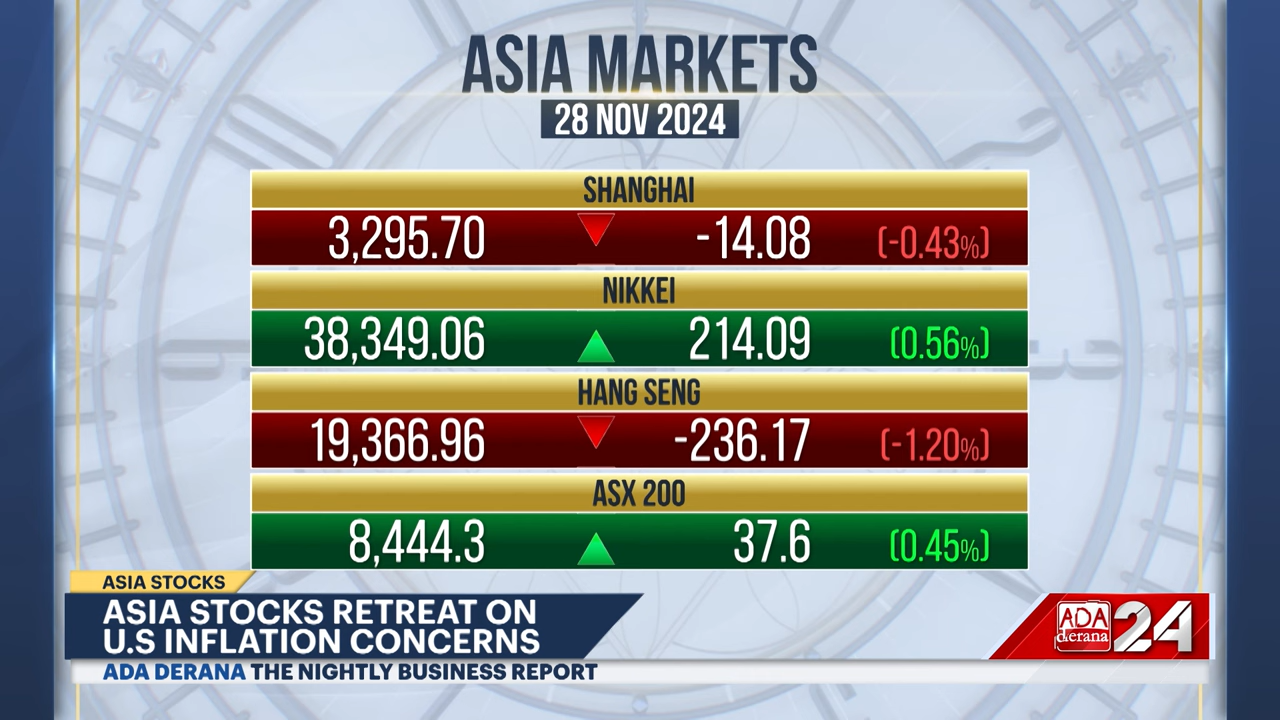 ASIA MARKETS
28 NOV 2024
SHANGHAI
3,295.70 -14.08 (-0.43%)
NIKKEI
38,349.06 214.09 (0.56%)
HANG SENG
19,366.96 -236.17 (-1.20%)
ASX 200
8,444.3 37.6 (0.45%)
ASIA STOCKS
ASIA STOCKS RETREAT ON
U.S INFLATION CONCERNS
ADA DERANA THE NIGHTLY BUSINESS REPORT
ADA
derana
24